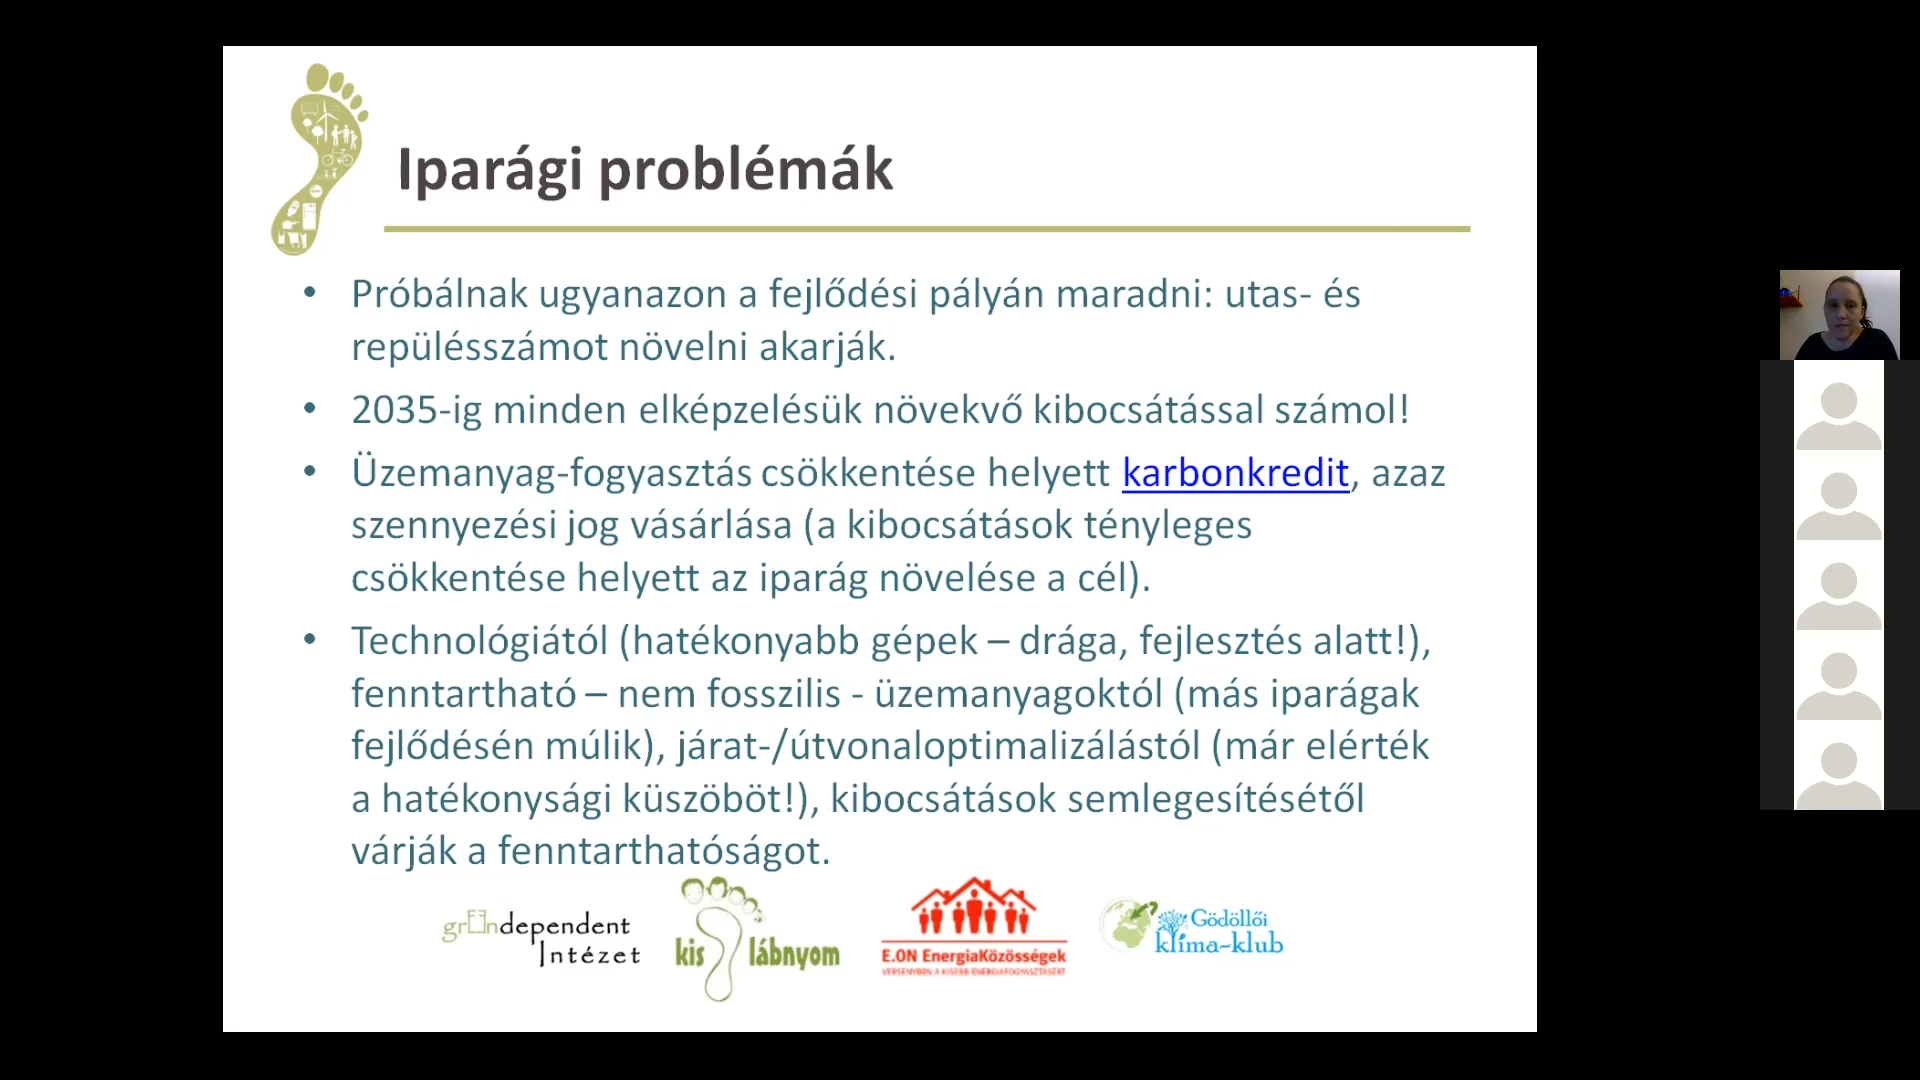 Iparági problémák
• Próbálnak ugyanazon a fejlődési pályán maradni: utas- és
repülésszámot növelni akarják.
• 2035-ig minden elképzelésük növekvő kibocsátással számol!
• Üzemanyag-fogyasztás csökkentése helyett karbonkredit, azaz
szennyezési jog vásárlása (a kibocsátások tényleges
csökkentése helyett az iparág növelése a cél).
• Technológiától (hatékonyabb gépek – drága, fejlesztés alatt!),
fenntartható – nem fosszilis - üzemanyagoktól (más iparágak
fejlődésén múlik), járat-/útvonaloptimalizálástól (már elérték
a hatékonysági küszöböt!), kibocsátások semlegesítésétől
várják a fenntarthatóságot.
gründependent
Intézet
kis lábnyom
E.ON EnergiaKözösségek
VERSENYBEN A KISEBB ENERGIAFOGYASZTÁSÉRT
Gödöllői
klíma-klub